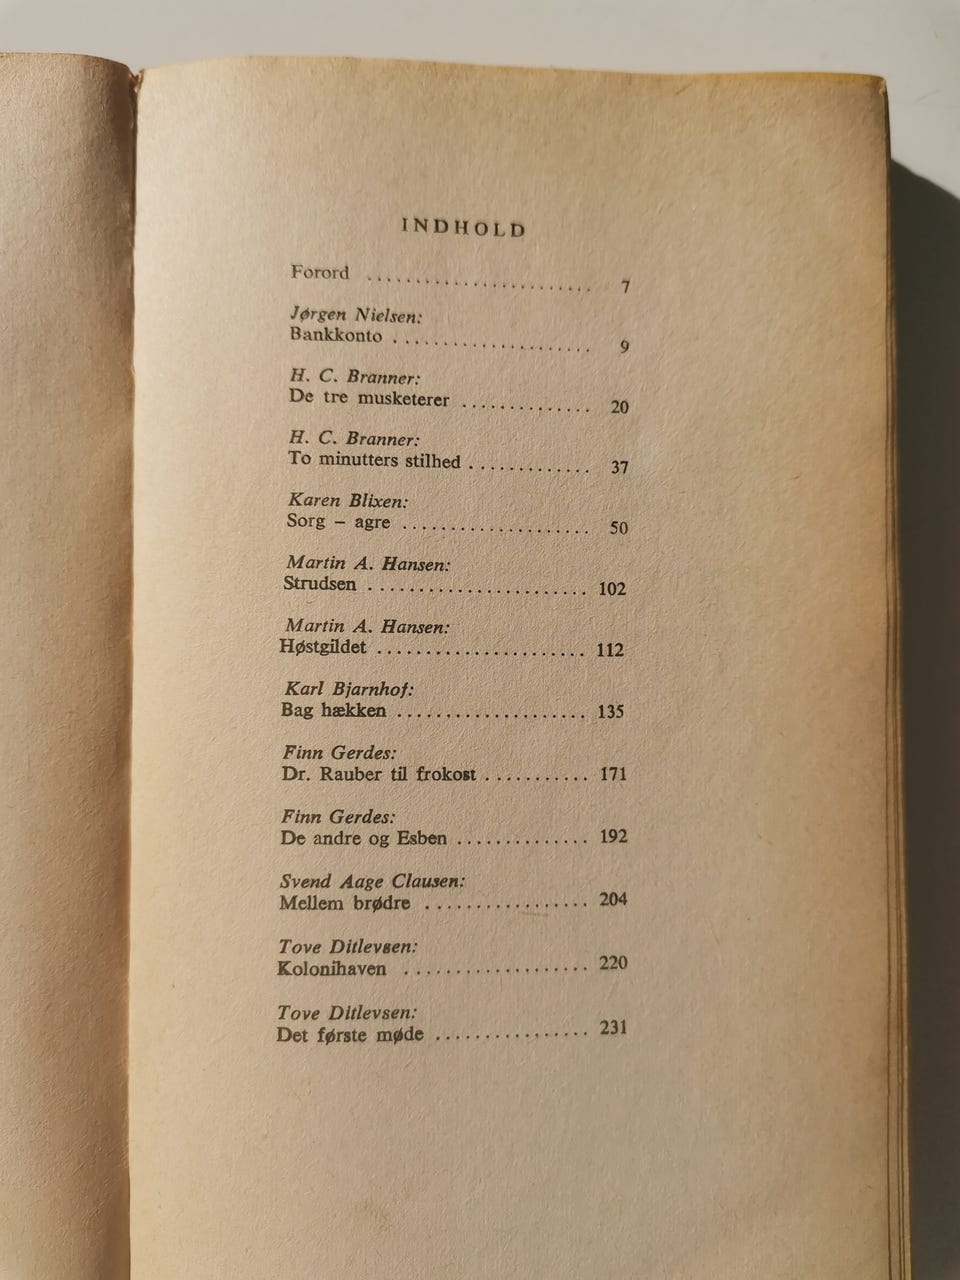 INDHOLD
Forord ........................ 7
Jørgen Nielsen:
Bankkonto .................... 9
H. C. Branner:
De tre musketerer .............. 20
H. C. Branner:
To minutters stilhed ............. 37
Karen Blixen:
Sorg – agre .................... 50
Martin A. Hansen:
Strudsen ........................ 102
Martin A. Hansen:
Høstgildet ....................... 112
Karl Bjarnhof:
Bag hækken .................... 135
Finn Gerdes:
Dr. Rauber til frokost ........... 171
Finn Gerdes:
De andre og Esben .............. 192
Svend Aage Clausen:
Mellem brødre ................. 204
Tove Ditlevsen:
Kolonihaven ................... 220
Tove Ditlevsen:
Det første møde ................ 231